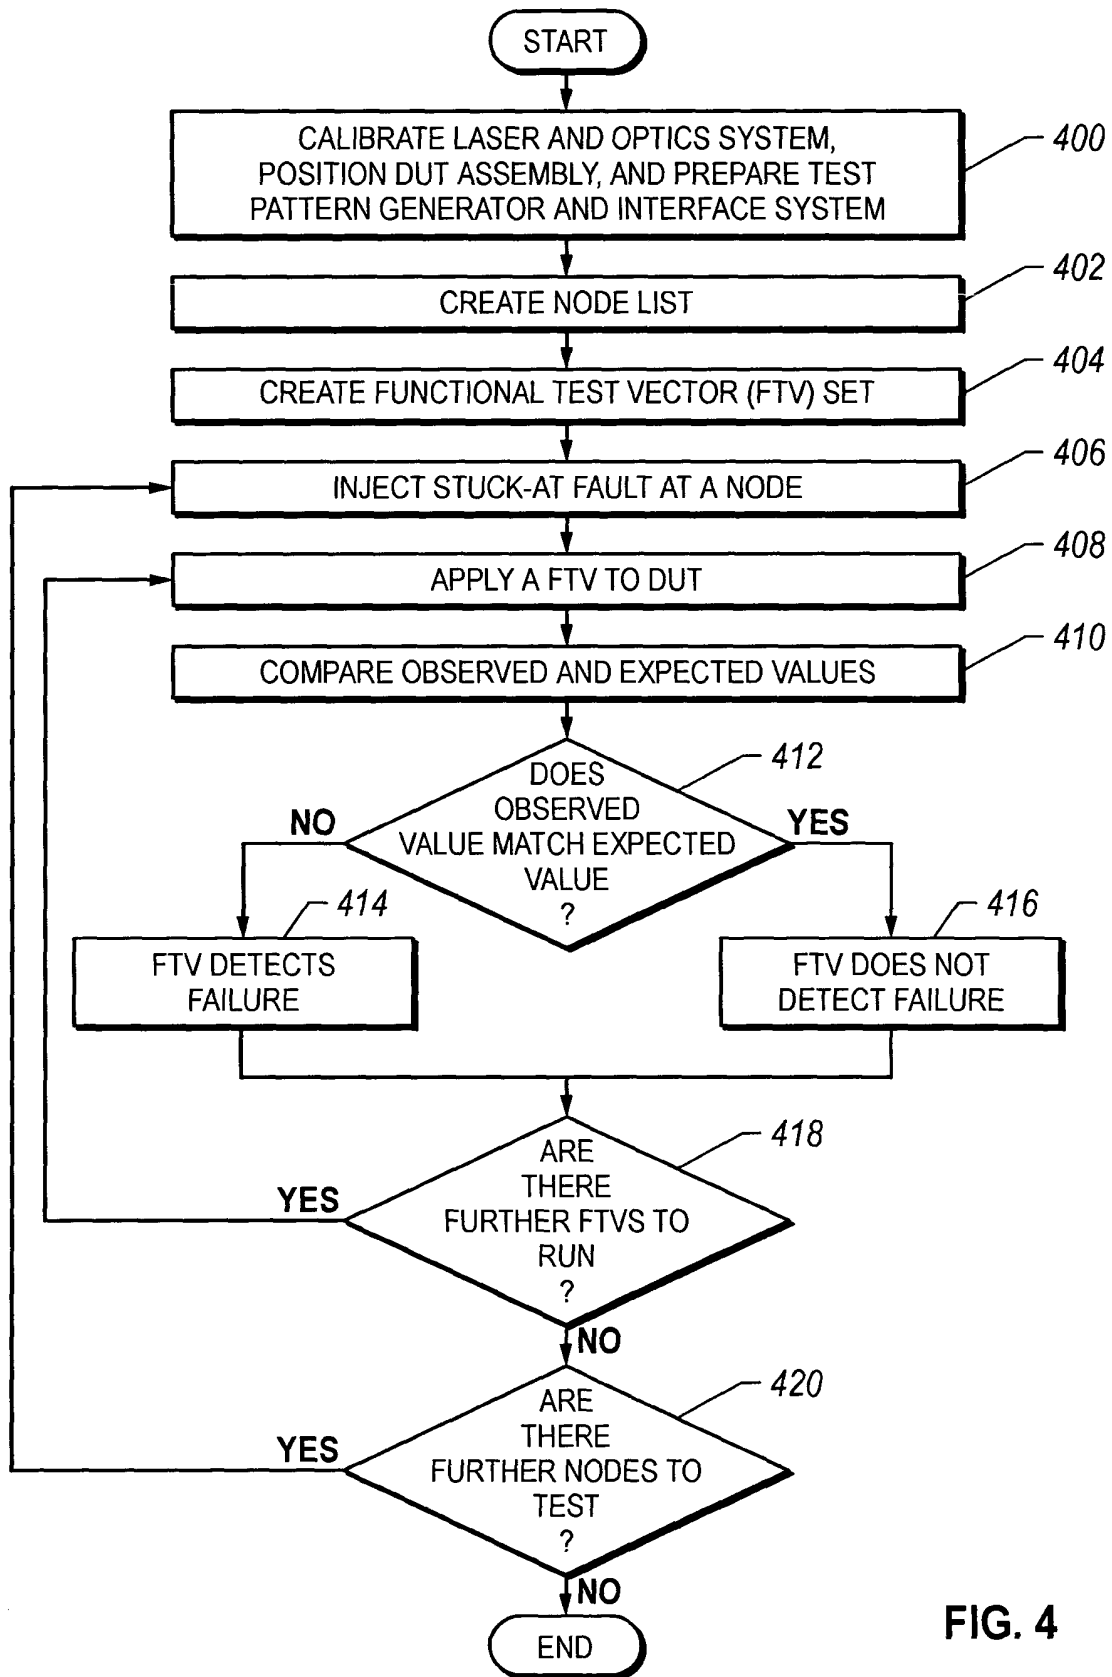 START
CALIBRATE LASER AND OPTICS SYSTEM,
POSITION DUT ASSEMBLY, AND PREPARE TEST
PATTERN GENERATOR AND INTERFACE SYSTEM
400
CREATE NODE LIST
402
CREATE FUNCTIONAL TEST VECTOR (FTV) SET
404
INJECT STUCK-AT FAULT AT A NODE
406
APPLY A FTV TO DUT
408
COMPARE OBSERVED AND EXPECTED VALUES
410
DOES
OBSERVED
VALUE MATCH EXPECTED
VALUE
?
412
NO
YES
FTV DETECTS
FAILURE
414
FTV DOES NOT
DETECT FAILURE
416
ARE
THERE
FURTHER FTVS TO
RUN
?
418
YES
NO
ARE
THERE
FURTHER NODES TO
TEST
?
420
YES
NO
END
FIG. 4